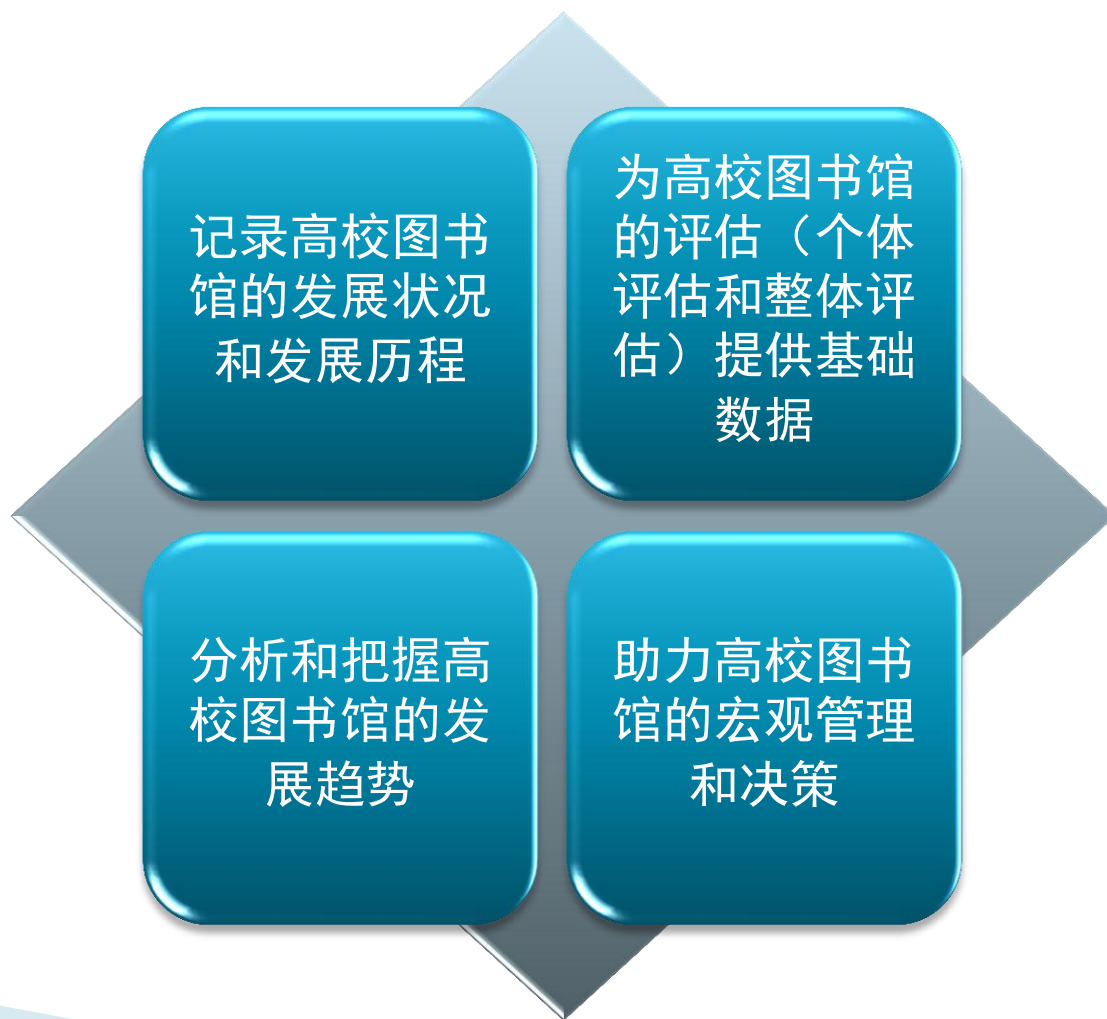 记录高校图书
馆的发展状况
和发展历程
为高校图书馆
的评估（个体
评估和整体评
估）提供基础
数据
分析和把握高
校图书馆的发
展趋势
助力高校图书
馆的宏观管理
和决策